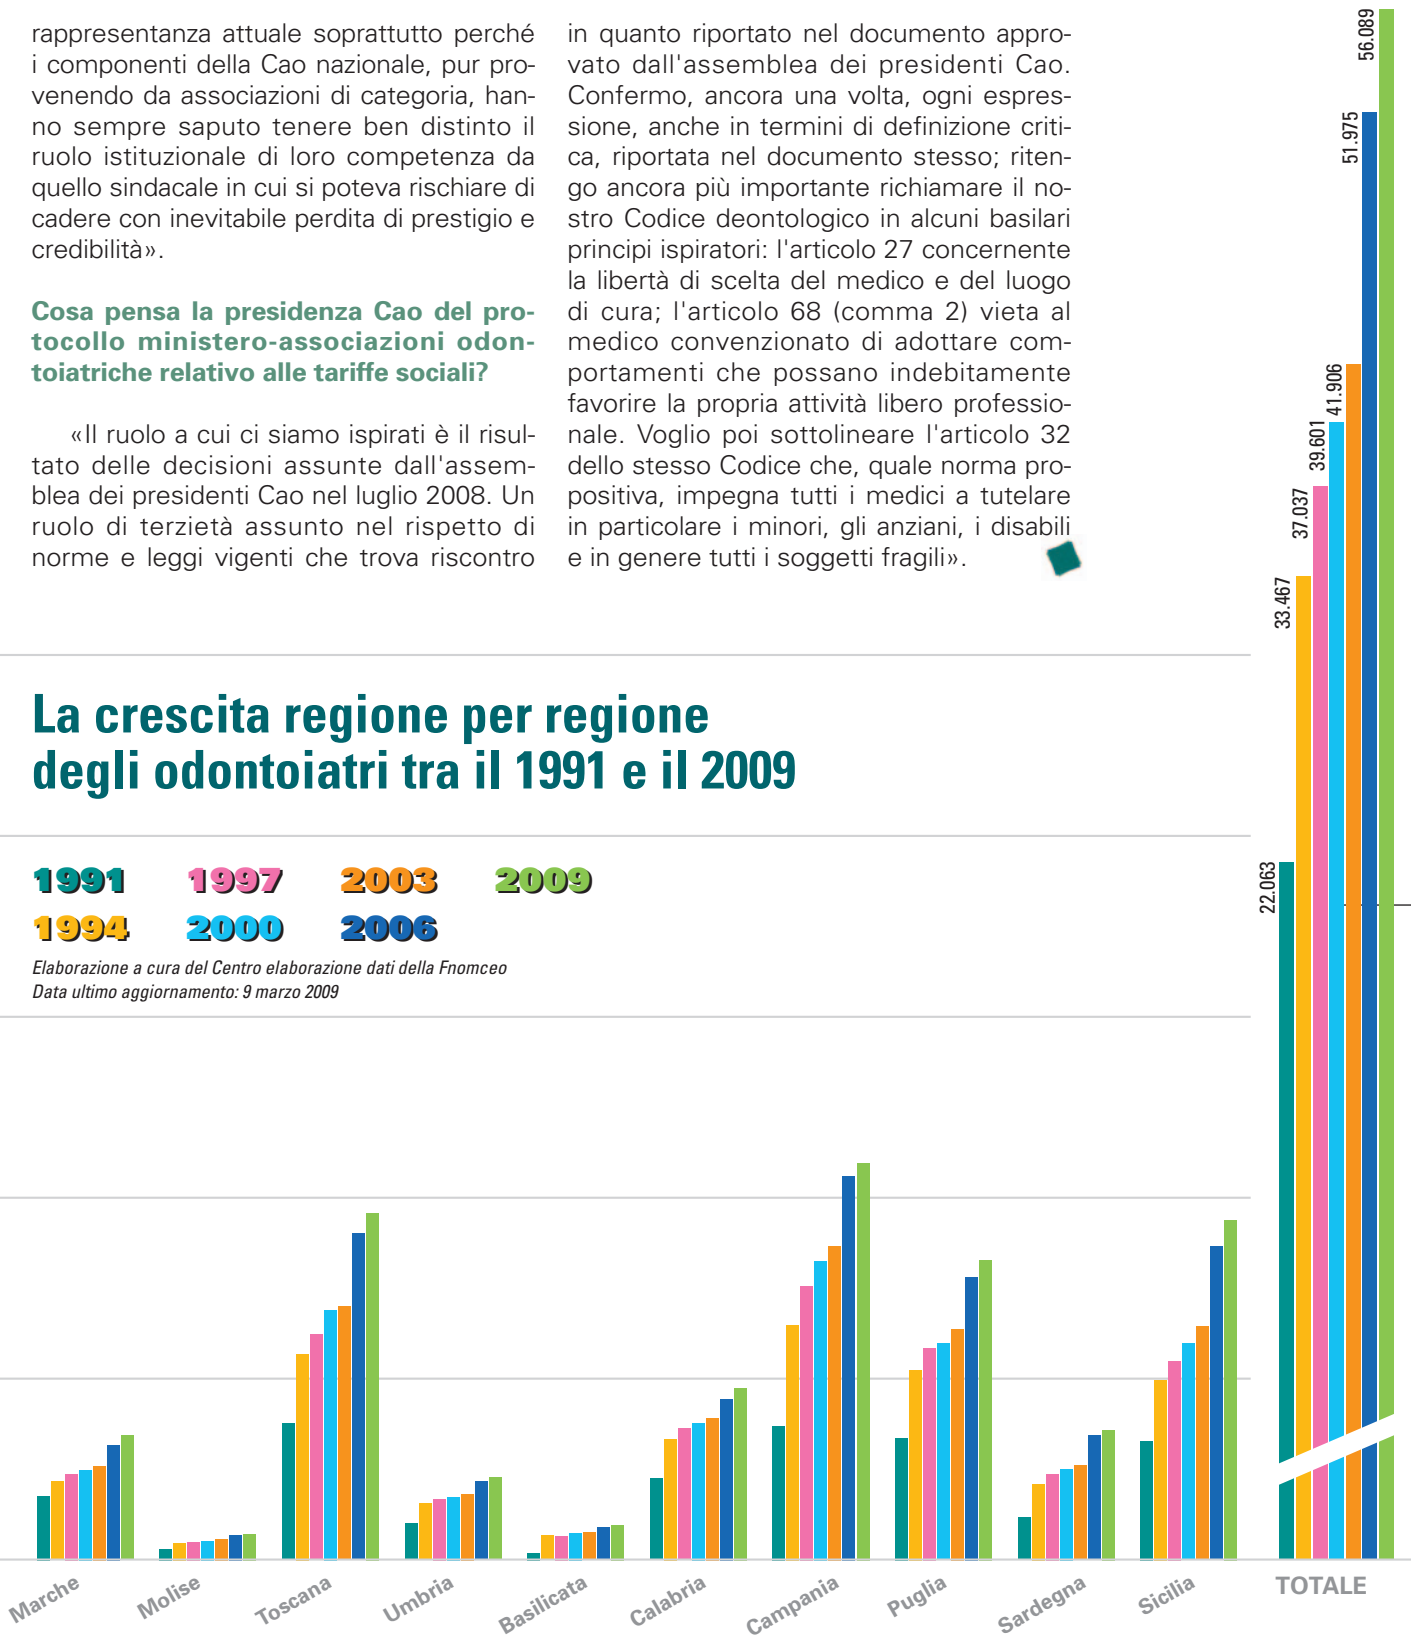 rappresentanza attuale soprattutto perché
i componenti della Cao nazionale, pur pro-
venendo da associazioni di categoria, han-
no sempre saputo tenere ben distinto il
ruolo istituzionale di loro competenza da
quello sindacale in cui si poteva rischiare di
cadere con inevitabile perdita di prestigio e
credibilità».
Cosa pensa la presidenza Cao del pro-
tocollo ministero-associazioni odon-
toiatriche relativo alle tariffe sociali?
«Il ruolo a cui ci siamo ispirati è il risul-
tato delle decisioni assunte dall'assem-
blea dei presidenti Cao nel luglio 2008. Un
ruolo di terzietà assunto nel rispetto di
norme e leggi vigenti che trova riscontro
in quanto riportato nel documento appro-
vato dall'assemblea dei presidenti Cao.
Confermo, ancora una volta, ogni espres-
sione, anche in termini di definizione criti-
ca, riportata nel documento stesso; riten-
go ancora più importante richiamare il no-
stro Codice deontologico in alcuni basilari
principi ispiratori: l'articolo 27 concernente
la libertà di scelta del medico e del luogo
di cura; l'articolo 68 (comma 2) vieta al
medico convenzionato di adottare com-
portamenti che possano indebitamente
favorire la propria attività libero professio-
nale. Voglio poi sottolineare l'articolo 32
dello stesso Codice che, quale norma pro-
positiva, impegna tutti i medici a tutelare
in particolare i minori, gli anziani, i disabili
e in genere tutti i soggetti fragili».
La crescita regione per regione
degli odontoiatri tra il 1991 e il 2009
1991 1997 2003 2009
1994 2000 2006
Elaborazione a cura del Centro elaborazione dati della Fnomceo
Data ultimo aggiornamento: 9 marzo 2009
22.063
33.467
37.037
39.601
41.906
51.975
56.089
Marche
Molise
Toscana
Umbria
Basilicata
Calabria
Campania
Puglia
Sardegna
Sicilia
TOTALE